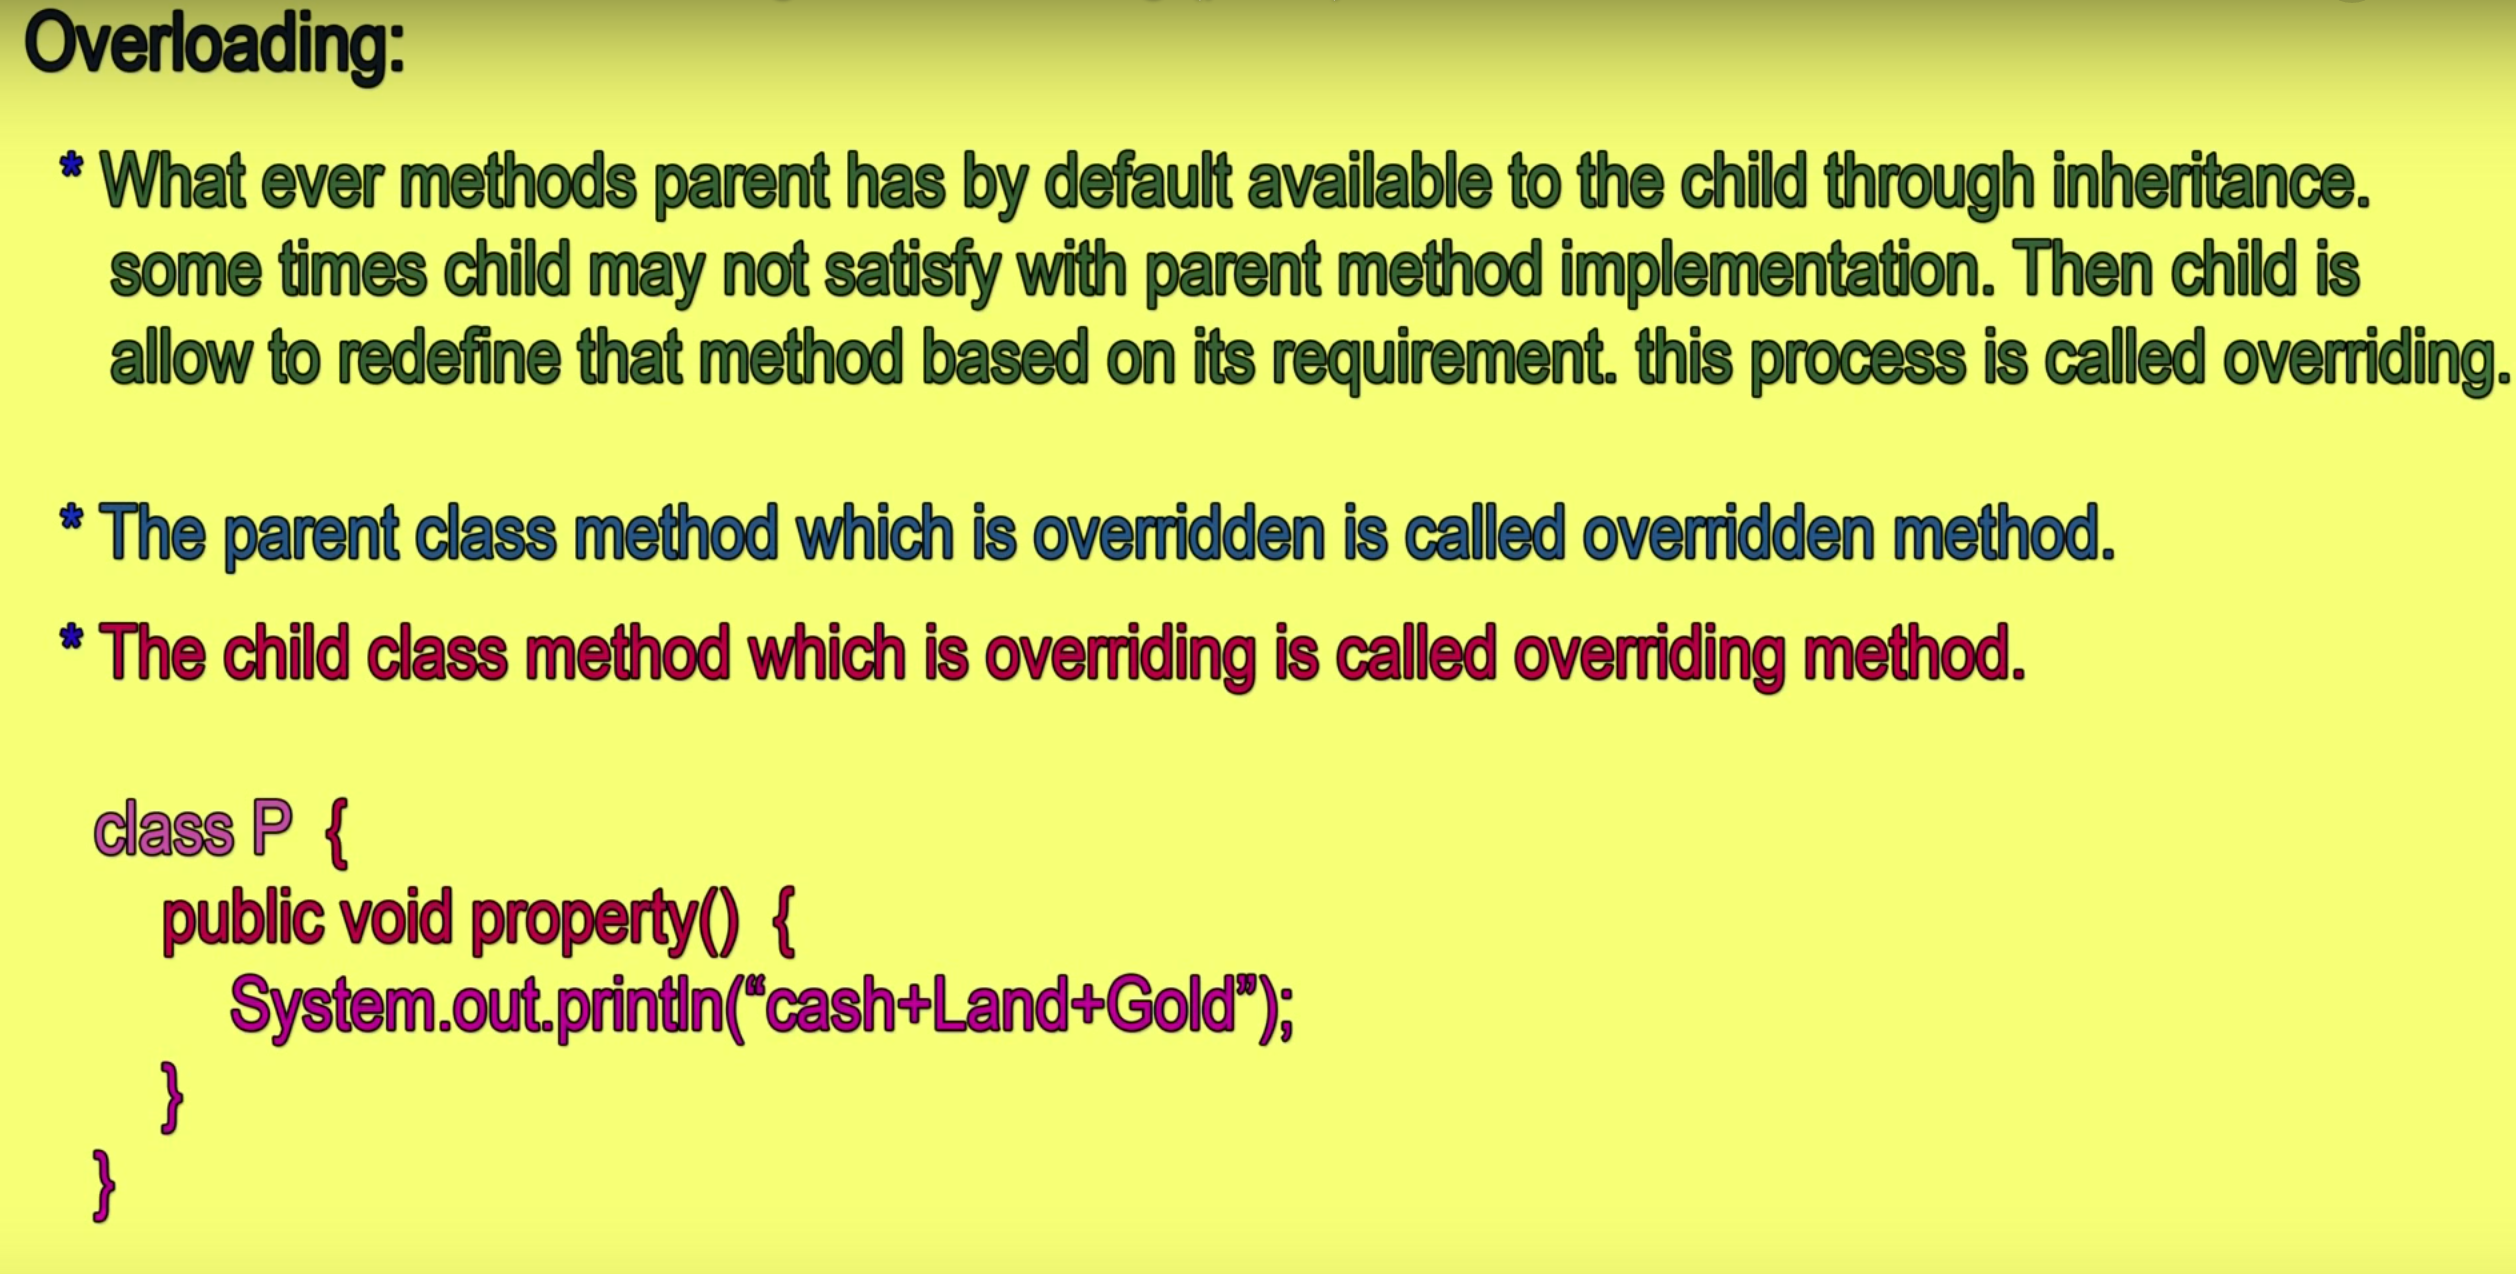 Overloading:
* What ever methods parent has by default available to the child through inheritance.
some times child may not satisfy with parent method implementation. Then child is
allow to redefine that method based on its requirement. this process is called overriding.
* The parent class method which is overridden is called overridden method.
* The child class method which is overriding is called overriding method.
class P {
public void property() {
System.out.println(“cash+Land+Gold”);
}
}